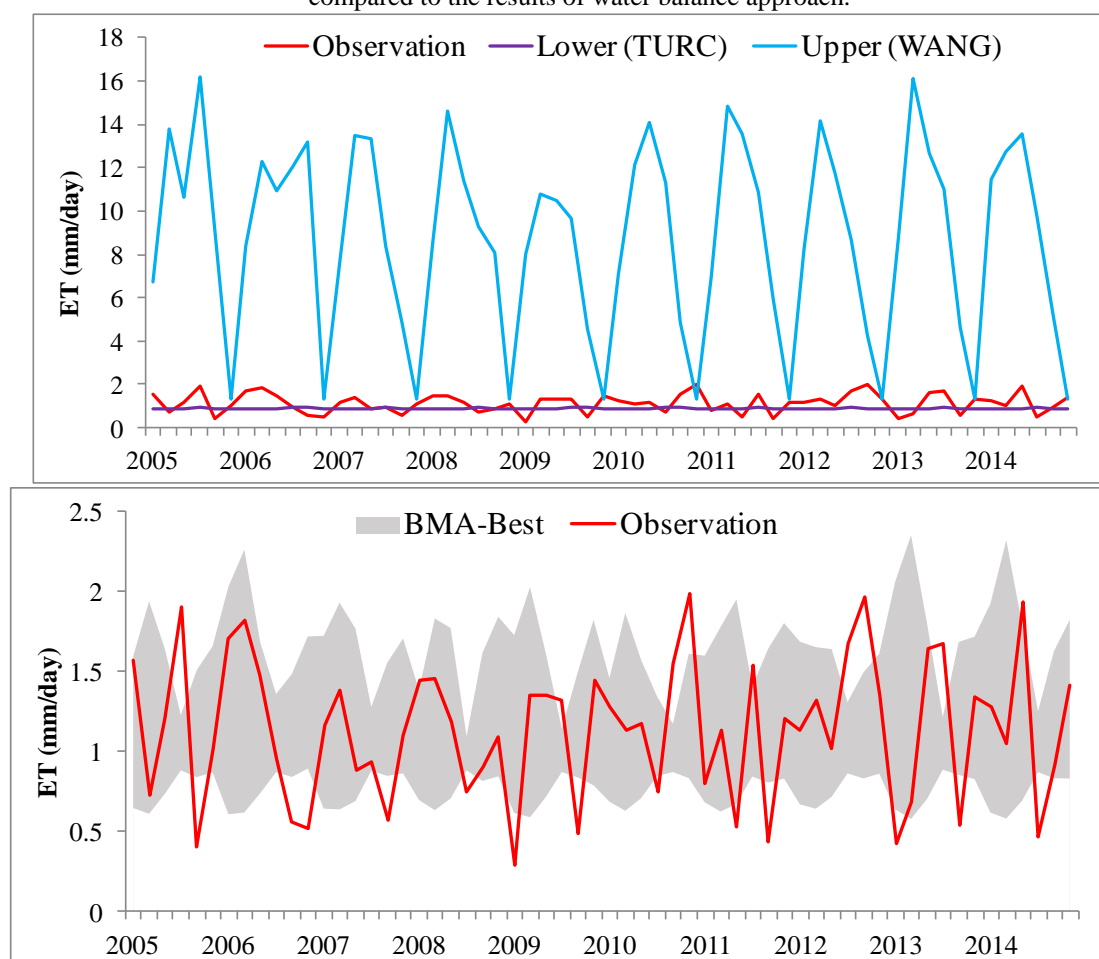 compared to the results of water balance approach.
18
Observation Lower (TURC) Upper (WANG)
16
14
12
10
8
6
4
2
0
ET (mm/day)
2005 2006 2007 2008 2009 2010 2011 2012 2013 2014
2.5
BMA-Best Observation
2
1.5
1
0.5
0
ET (mm/day)
2005 2006 2007 2008 2009 2010 2011 2012 2013 2014